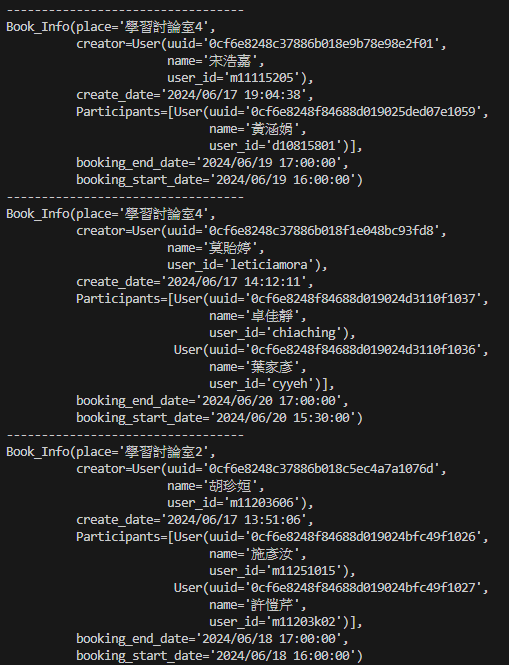 ----------------------------------
Book_Info(place='學習討論室4',
creator=User(uuid='0cf6e8248c37886b018e9b78e98e2f01',
name='宋浩嘉',
user_id='m11115205'),
create_date='2024/06/17 19:04:38',
Participants=[User(uuid='0cf6e8248f84688d019025ded07e1059',
name='黃涵娟',
user_id='d10815801')],
booking_end_date='2024/06/19 17:00:00',
booking_start_date='2024/06/19 16:00:00')
----------------------------------
Book_Info(place='學習討論室4',
creator=User(uuid='0cf6e8248c37886b018f1e048bc93fd8',
name='莫貽婷',
user_id='leticiamora'),
create_date='2024/06/17 14:12:11',
Participants=[User(uuid='0cf6e8248f84688d019024d3110f1037',
name='卓佳靜',
user_id='chiaching'),
User(uuid='0cf6e8248f84688d019024d3110f1036',
name='葉家彥',
user_id='cyyeh')],
booking_end_date='2024/06/20 17:00:00',
booking_start_date='2024/06/20 15:30:00')
----------------------------------
Book_Info(place='學習討論室2',
creator=User(uuid='0cf6e8248c37886b018c5ec4a7a1076d',
name='胡珍姮',
user_id='m11203606'),
create_date='2024/06/17 13:51:06',
Participants=[User(uuid='0cf6e8248f84688d019024bfc49f1026',
name='施彥汝',
user_id='m11251015'),
User(uuid='0cf6e8248f84688d019024bfc49f1027',
name='許愷芹',
user_id='m11203k02')],
booking_end_date='2024/06/18 17:00:00',
booking_start_date='2024/06/18 16:00:00')